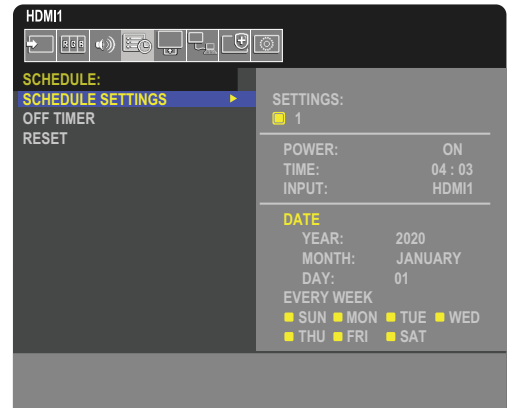 HDMI1
R G B
SCHEDULE:
SCHEDULE SETTINGS
OFF TIMER
RESET
SETTINGS:
1
POWER: ON
TIME: 04 : 03
INPUT: HDMI1
DATE
YEAR: 2020
MONTH: JANUARY
DAY: 01
EVERY WEEK
SUN MON TUE WED
THU FRI SAT